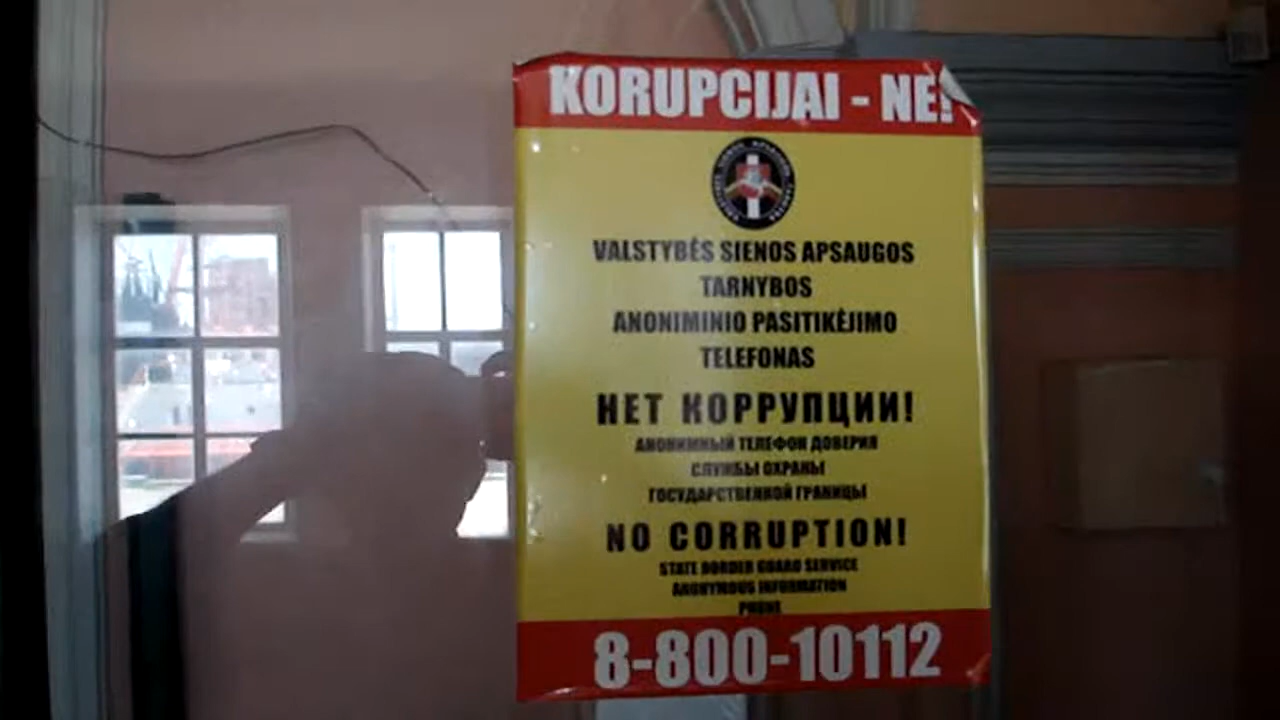 KORUPCIJAI - NE!
VALSTYBĖS SIENOS APSAUGOS
TARNYBOS
ANONIMINIO PASITIKĖJIMO
TELEFONAS
НЕТ КОРРУПЦИИ!
АНОНИМНЫЙ ТЕЛЕФОН ДОВЕРИЯ
СЛУЖБЫ ОХРАНЫ
ГОСУДАРСТВЕННОЙ ГРАНИЦЫ
NO CORRUPTION!
STATE BORDER GUARD SERVICE
ANONYMOUS INFORMATION
PHONE
8-800-10112